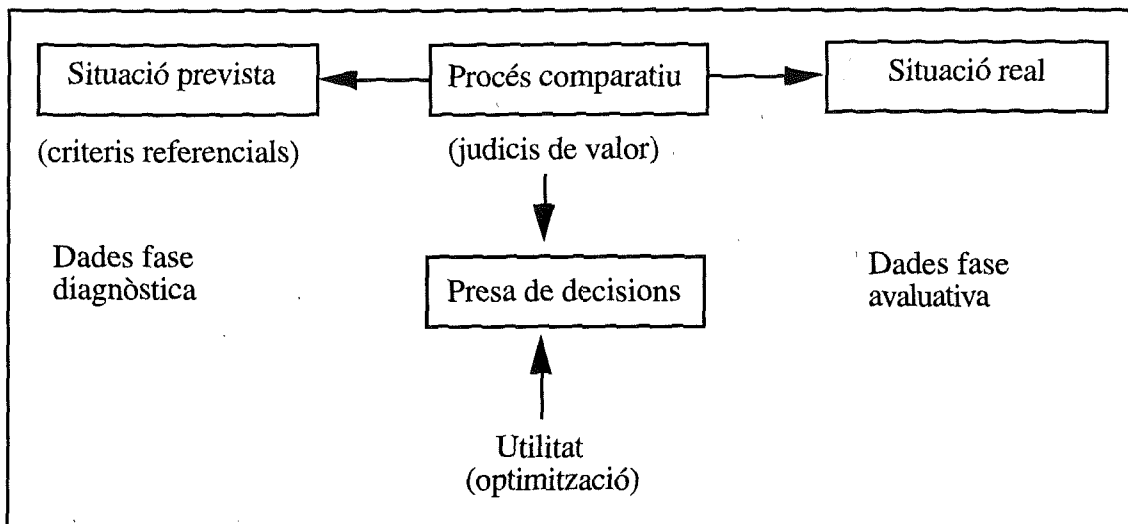 Situació prevista
Procés comparatiu
Situació real
(criteris referencials)
(judicis de valor)
Dades fase
diagnòstica
Presa de decisions
Dades fase
avaluativa
Utilitat
(optimització)